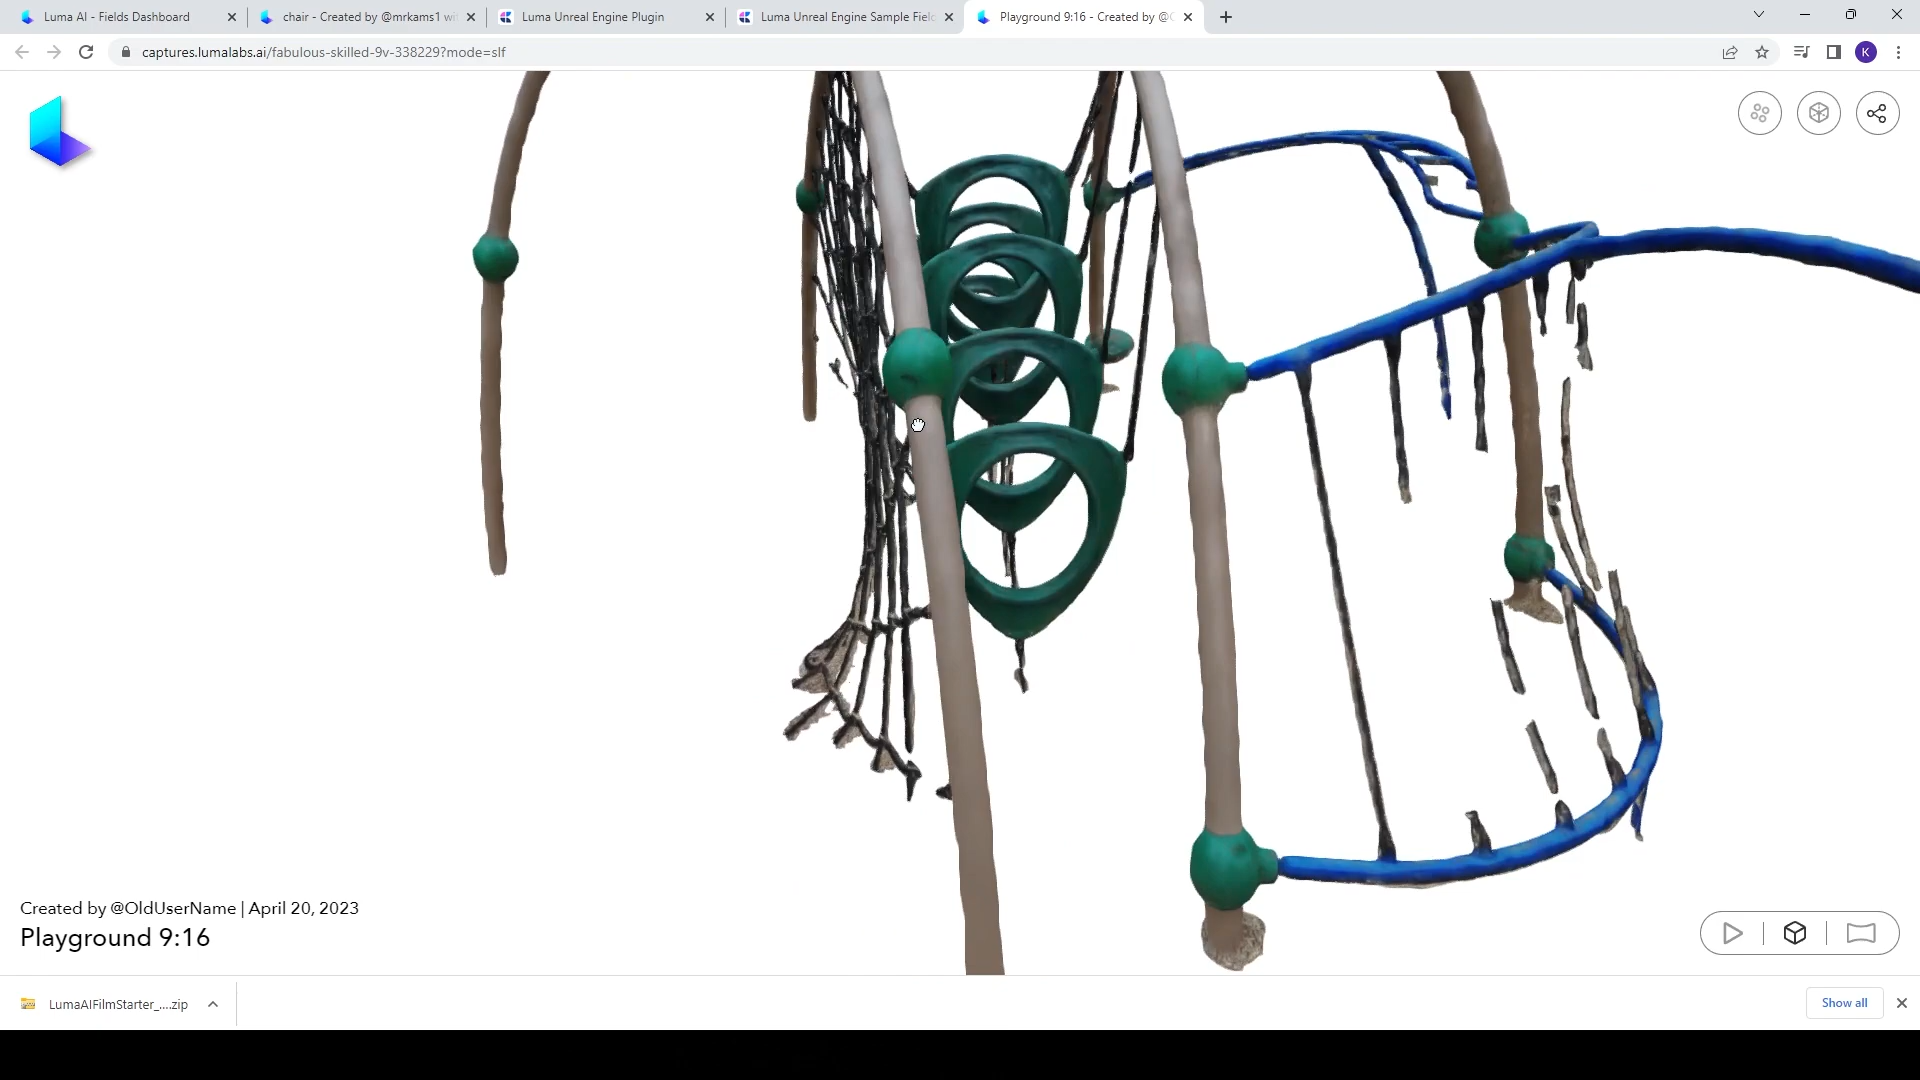 Luma AI - Fields Dashboard
chair - Created by @mrkams1 wi
Luma Unreal Engine Plugin
Luma Unreal Engine Sample Fiel
Playground 9:16 - Created by @
captures.lumalabs.ai/fabulous-skilled-9v-338229?mode=slf
K
Created by @OldUserName | April 20, 2023
Playground 9:16
LumaAIFilmStarter_....zip
Show all